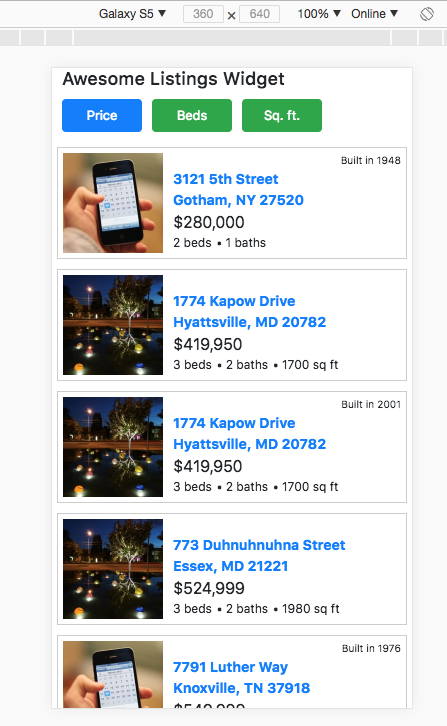 Galaxy S5 ▼ 360 × 640 100% ▼ Online ▼
Awesome Listings Widget
Price Beds Sq. ft.
Built in 1948
3121 5th Street
Gotham, NY 27520
$280,000
2 beds • 1 baths
1774 Kapow Drive
Hyattsville, MD 20782
$419,950
3 beds • 2 baths • 1700 sq ft
Built in 2001
1774 Kapow Drive
Hyattsville, MD 20782
$419,950
3 beds • 2 baths • 1700 sq ft
773 Duhnuhnuhna Street
Essex, MD 21221
$524,999
3 beds • 2 baths • 1980 sq ft
Built in 1976
7791 Luther Way
Knoxville, TN 37918